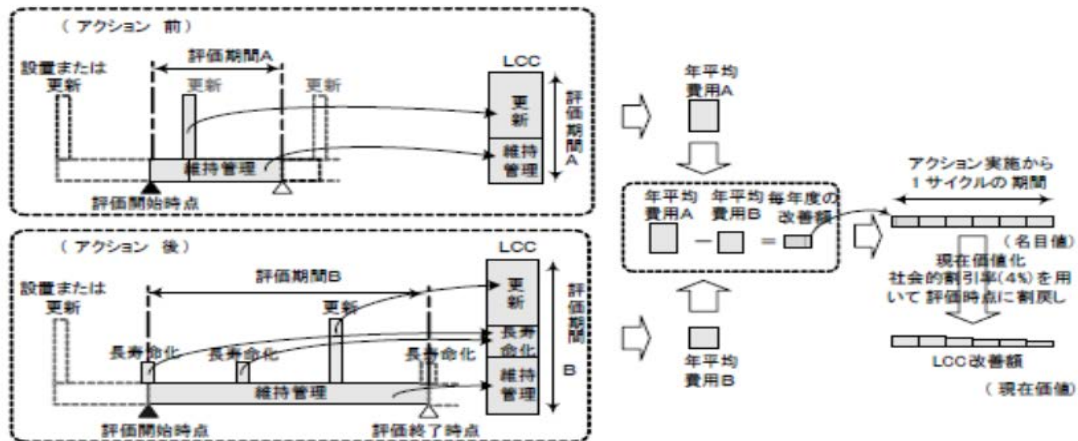 （ アクション 前）
評価期間A
設置または
更新
更新
更新
維持管理
評価開始時点
LCC
更
新
維持
管理
評価期間A
（アクション 後）
評価期間B
設置または
更新
更新
長寿命化
長寿命化
長寿命化
維持管理
評価開始時点
評価終了時点
LCC
更
新
長寿
命化
維持
管理
評価期間
B
年平均
費用A
年平均
費用A
－
年平均
費用B
＝
毎年度の
改善額
年平均
費用B
アクション 実施から
1 サイクルの 期間
（名目値）
現在価値化
社会的割引率(4%)を用
いて 評価時点に割戻し
LCC改善額
（ 現在価値）